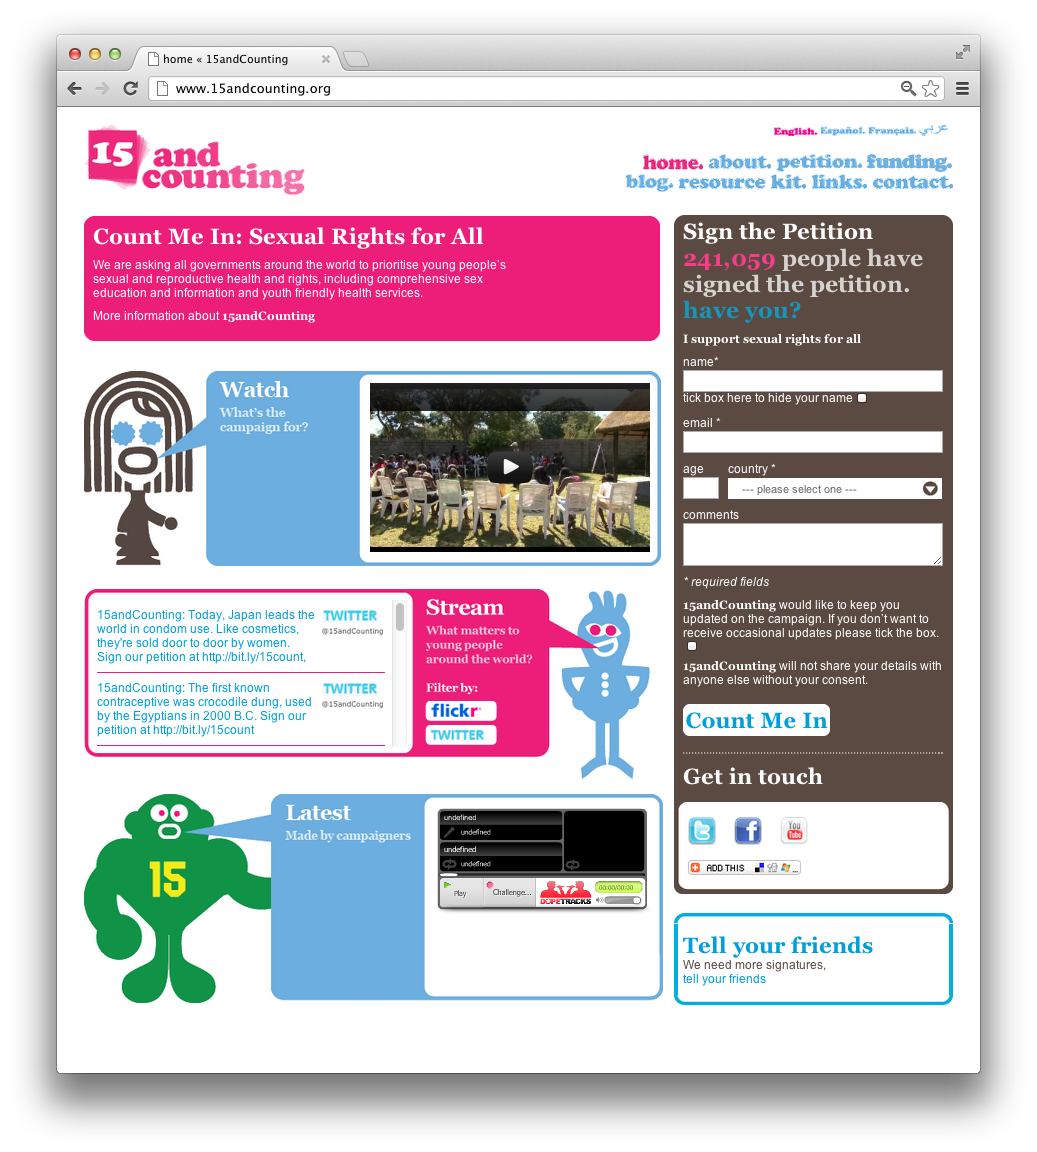 home « 15andCounting
www.15andcounting.org
15 and
counting
English. Español. Français. عربي
home. about. petition. funding.
blog. resource kit. links. contact.
Count Me In: Sexual Rights for All
We are asking all governments around the world to prioritise young people's
sexual and reproductive health and rights, including comprehensive sex
education and information and youth friendly health services.
More information about 15andCounting
Watch
What's the
campaign for?
15andCounting: Today, Japan leads the
world in condom use. Like cosmetics,
they're sold door to door by women.
Sign our petition at http://bit.ly/15count,
TWITTER
@15andCounting
15andCounting: The first known
contraceptive was crocodile dung, used
by the Egyptians in 2000 B.C. Sign our
petition at http://bit.ly/15count
TWITTER
@15andCounting
Stream
What matters to
young people
around the world?
Filter by:
flickr
TWITTER
15
Latest
Made by campaigners
undefined
undefined
undefined
undefined
Play
Challenge...
DOPETRACKS
00:00/00:00
Sign the Petition
241,059 people have
signed the petition.
have you?
I support sexual rights for all
name*
tick box here to hide your name
email *
age country *
--- please select one ---
comments
* required fields
15andCounting would like to keep you
updated on the campaign. If you don't want to
receive occasional updates please tick the box.
15andCounting will not share your details with
anyone else without your consent.
Count Me In
Get in touch
You
Tube
ADD THIS
Tell your friends
We need more signatures,
tell your friends